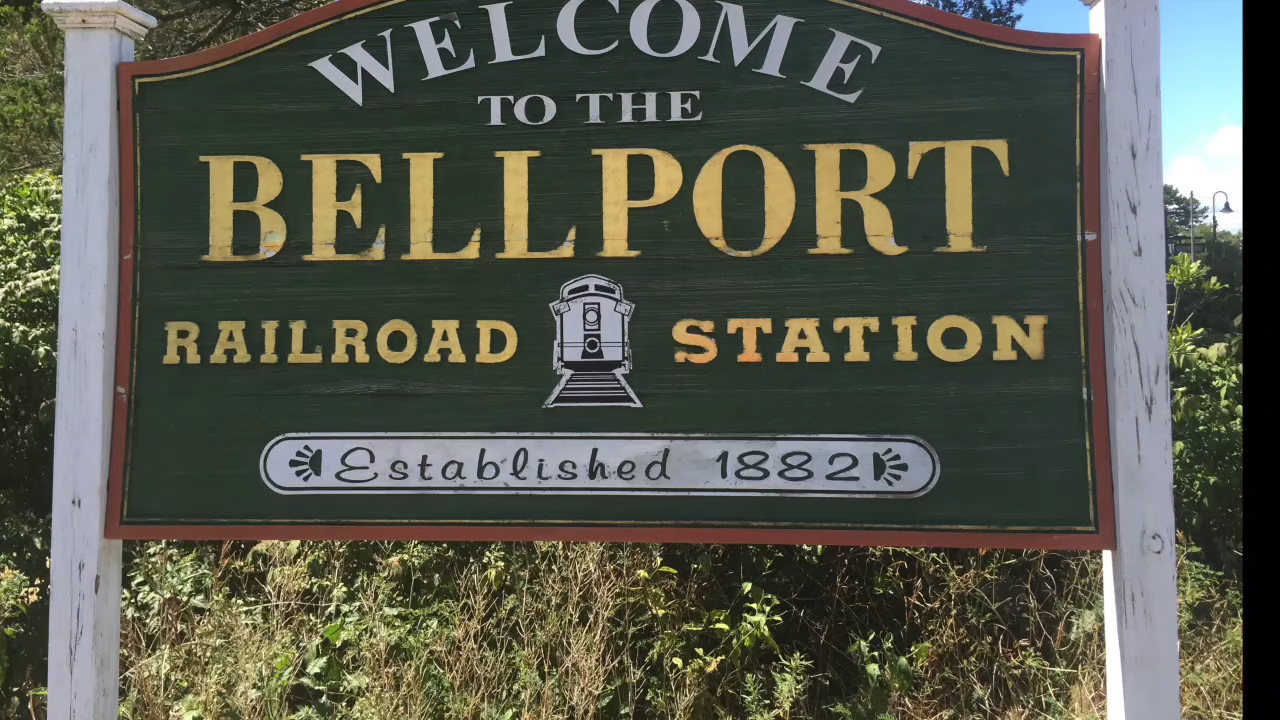 WELCOME
TO THE
BELLPORT
RAILROAD STATION
Established 1882